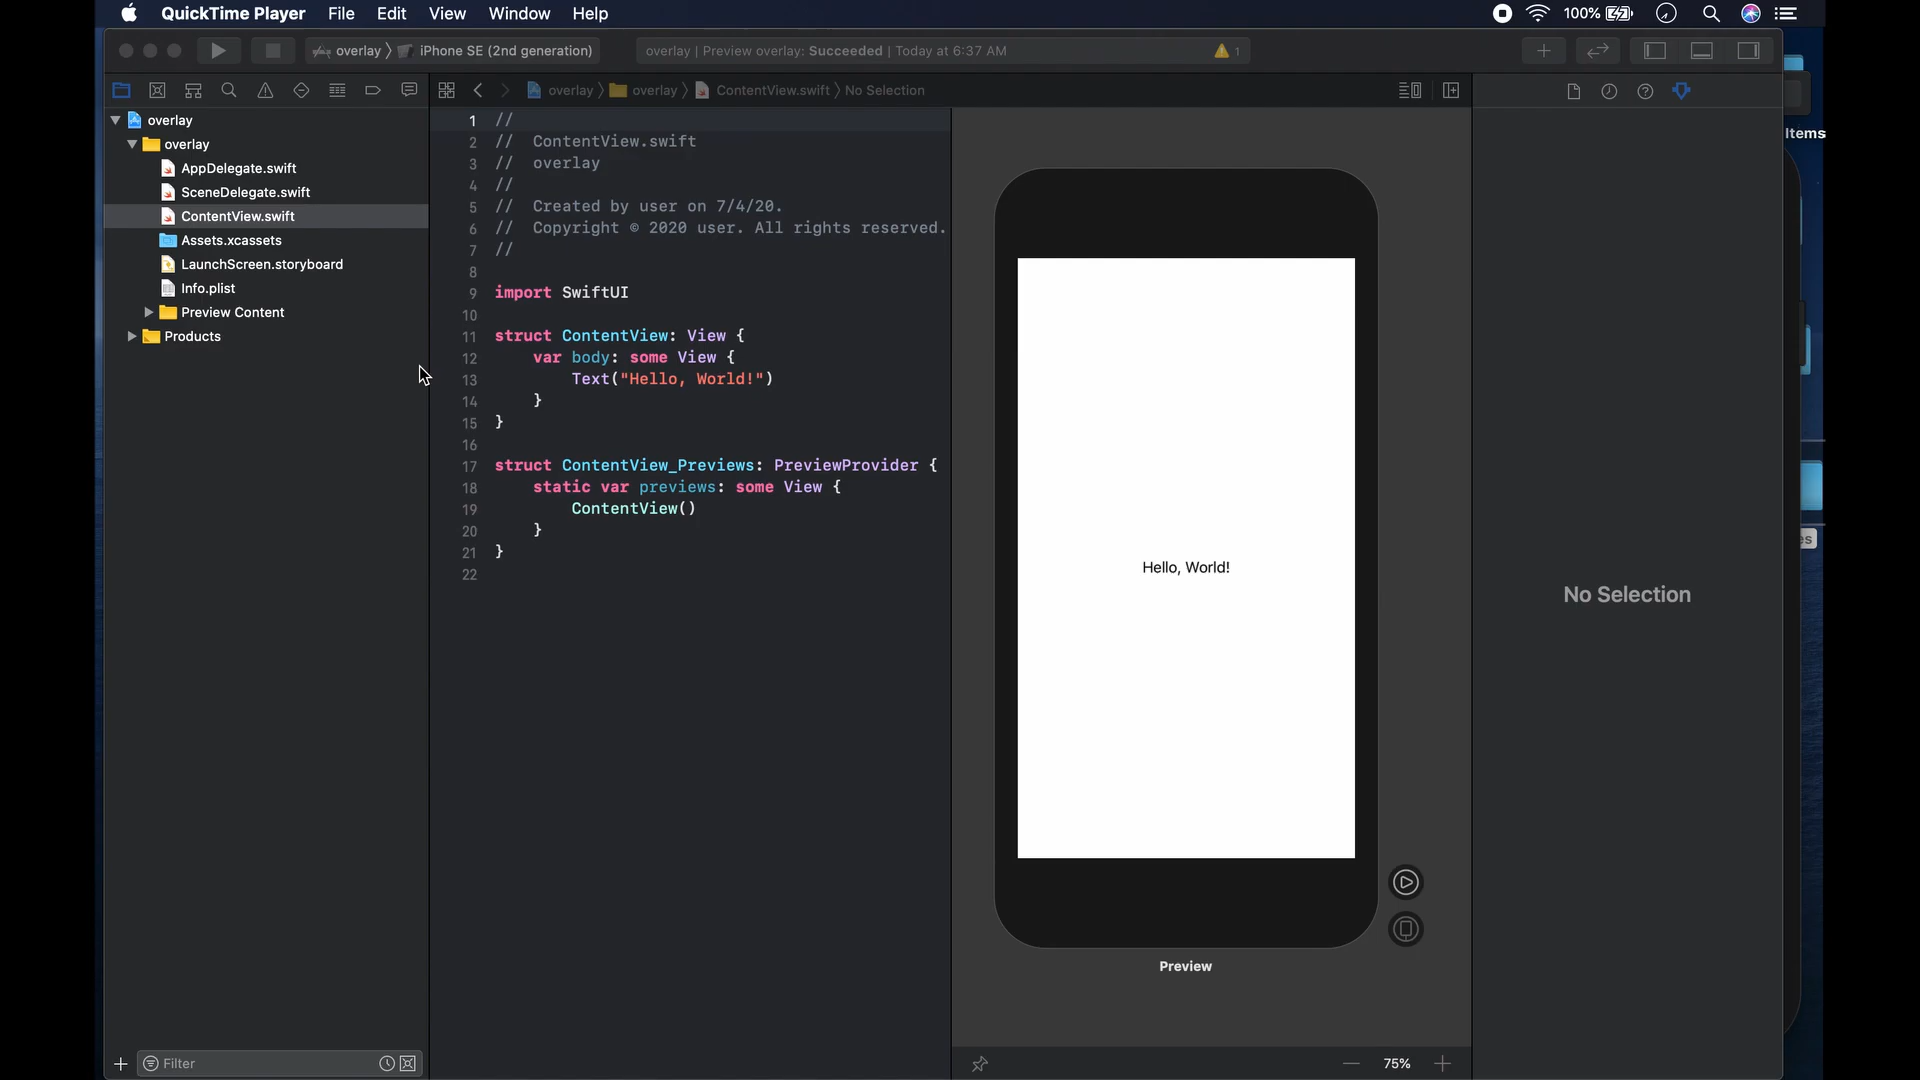 QuickTime Player File Edit View Window Help 100%
overlay iPhone SE (2nd generation) overlay | Preview overlay: Succeeded | Today at 6:37 AM 1
overlay overlay ContentView.swift No Selection
overlay
overlay
AppDelegate.swift
SceneDelegate.swift
ContentView.swift
Assets.xcassets
LaunchScreen.storyboard
Info.plist
Preview Content
Products
Filter
1 //
2 // ContentView.swift
3 // overlay
4 //
5 // Created by user on 7/4/20.
6 // Copyright © 2020 user. All rights reserved.
7 //
8
9 import SwiftUI
10
11 struct ContentView: View {
12 var body: some View {
13 Text("Hello, World!")
14 }
15 }
16
17 struct ContentView_Previews: PreviewProvider {
18 static var previews: some View {
19 ContentView()
20 }
21 }
22
Hello, World!
Preview
75%
No Selection
Items